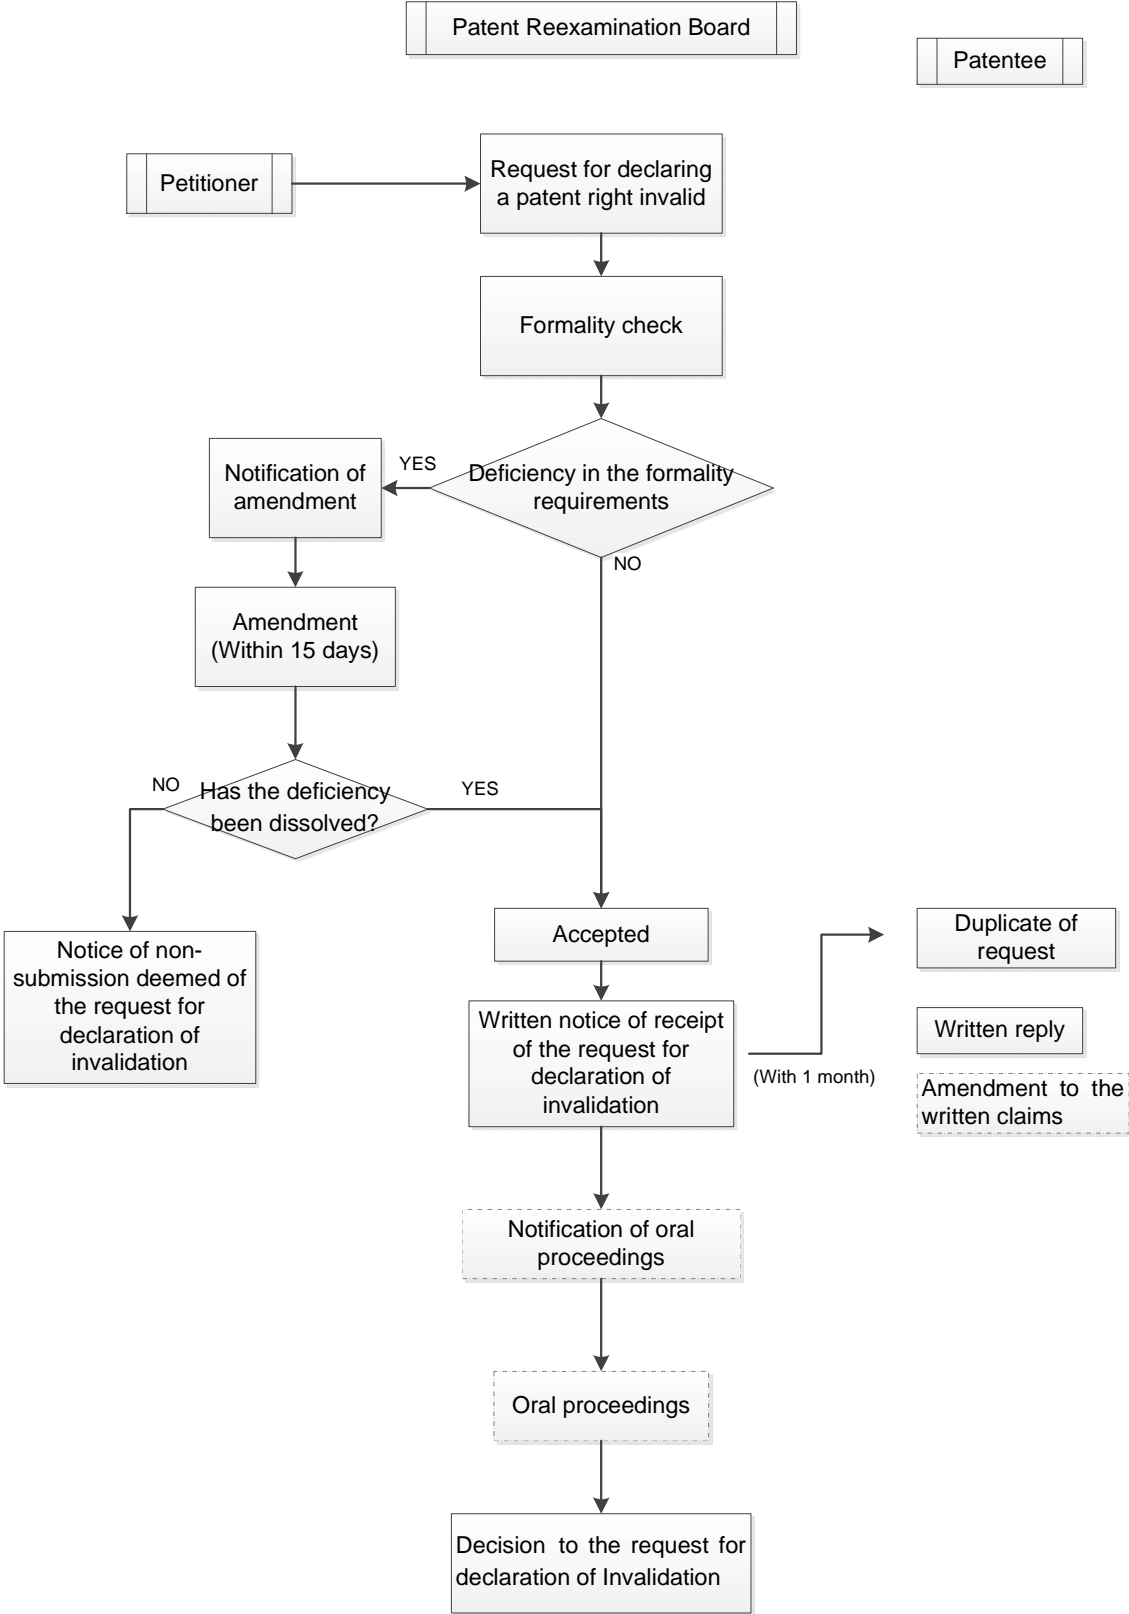 Patent Reexamination Board
Patentee
Petitioner
Request for declaring
a patent right invalid
Formality check
Deficiency in the formality
requirements
YES
NO
Notification of
amendment
Amendment
(Within 15 days)
Has the deficiency
been dissolved?
NO
YES
Notice of non-
submission deemed of
the request for
declaration of
invalidation
Accepted
Written notice of receipt
of the request for
declaration of
invalidation
(With 1 month)
Duplicate of
request
Written reply
Amendment to the
written claims
Notification of oral
proceedings
Oral proceedings
Decision to the request for
declaration of Invalidation